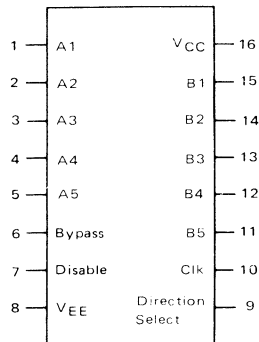 1 A1 VCC 16
2 A2 B1 15
3 A3 B2 14
4 A4 B3 13
5 A5 B4 12
6 Bypass B5 11
7 Disable Clk 10
8 VEE Direction Select 9